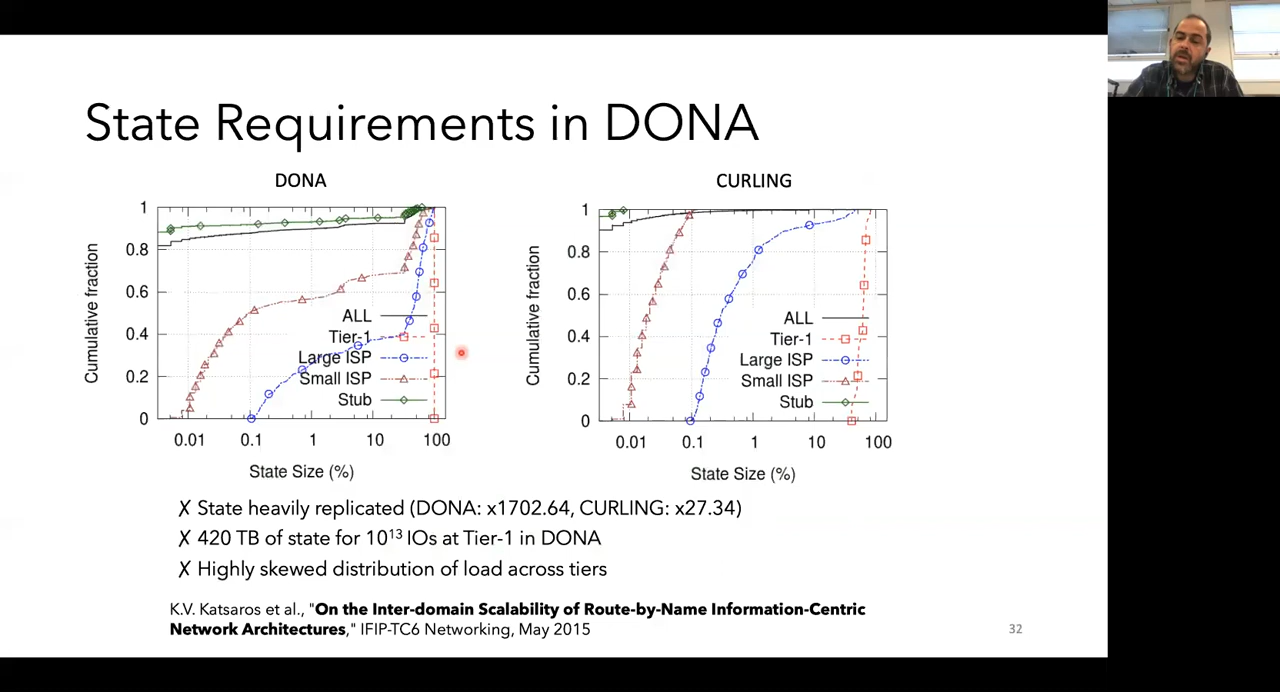 State Requirements in DONA
DONA
1
0.8
0.6
0.4
0.2
0
Cumulative fraction
ALL
Tier-1
Large ISP
Small ISP
Stub
0.01 0.1 1 10 100
State Size (%)
CURLING
1
0.8
0.6
0.4
0.2
0
Cumulative fraction
ALL
Tier-1
Large ISP
Small ISP
Stub
0.01 0.1 1 10 100
State Size (%)
✗ State heavily replicated (DONA: x1702.64, CURLING: x27.34)
✗ 420 TB of state for 10¹³ IOs at Tier-1 in DONA
✗ Highly skewed distribution of load across tiers
K.V. Katsaros et al., "On the Inter-domain Scalability of Route-by-Name Information-Centric
Network Architectures," IFIP-TC6 Networking, May 2015
32